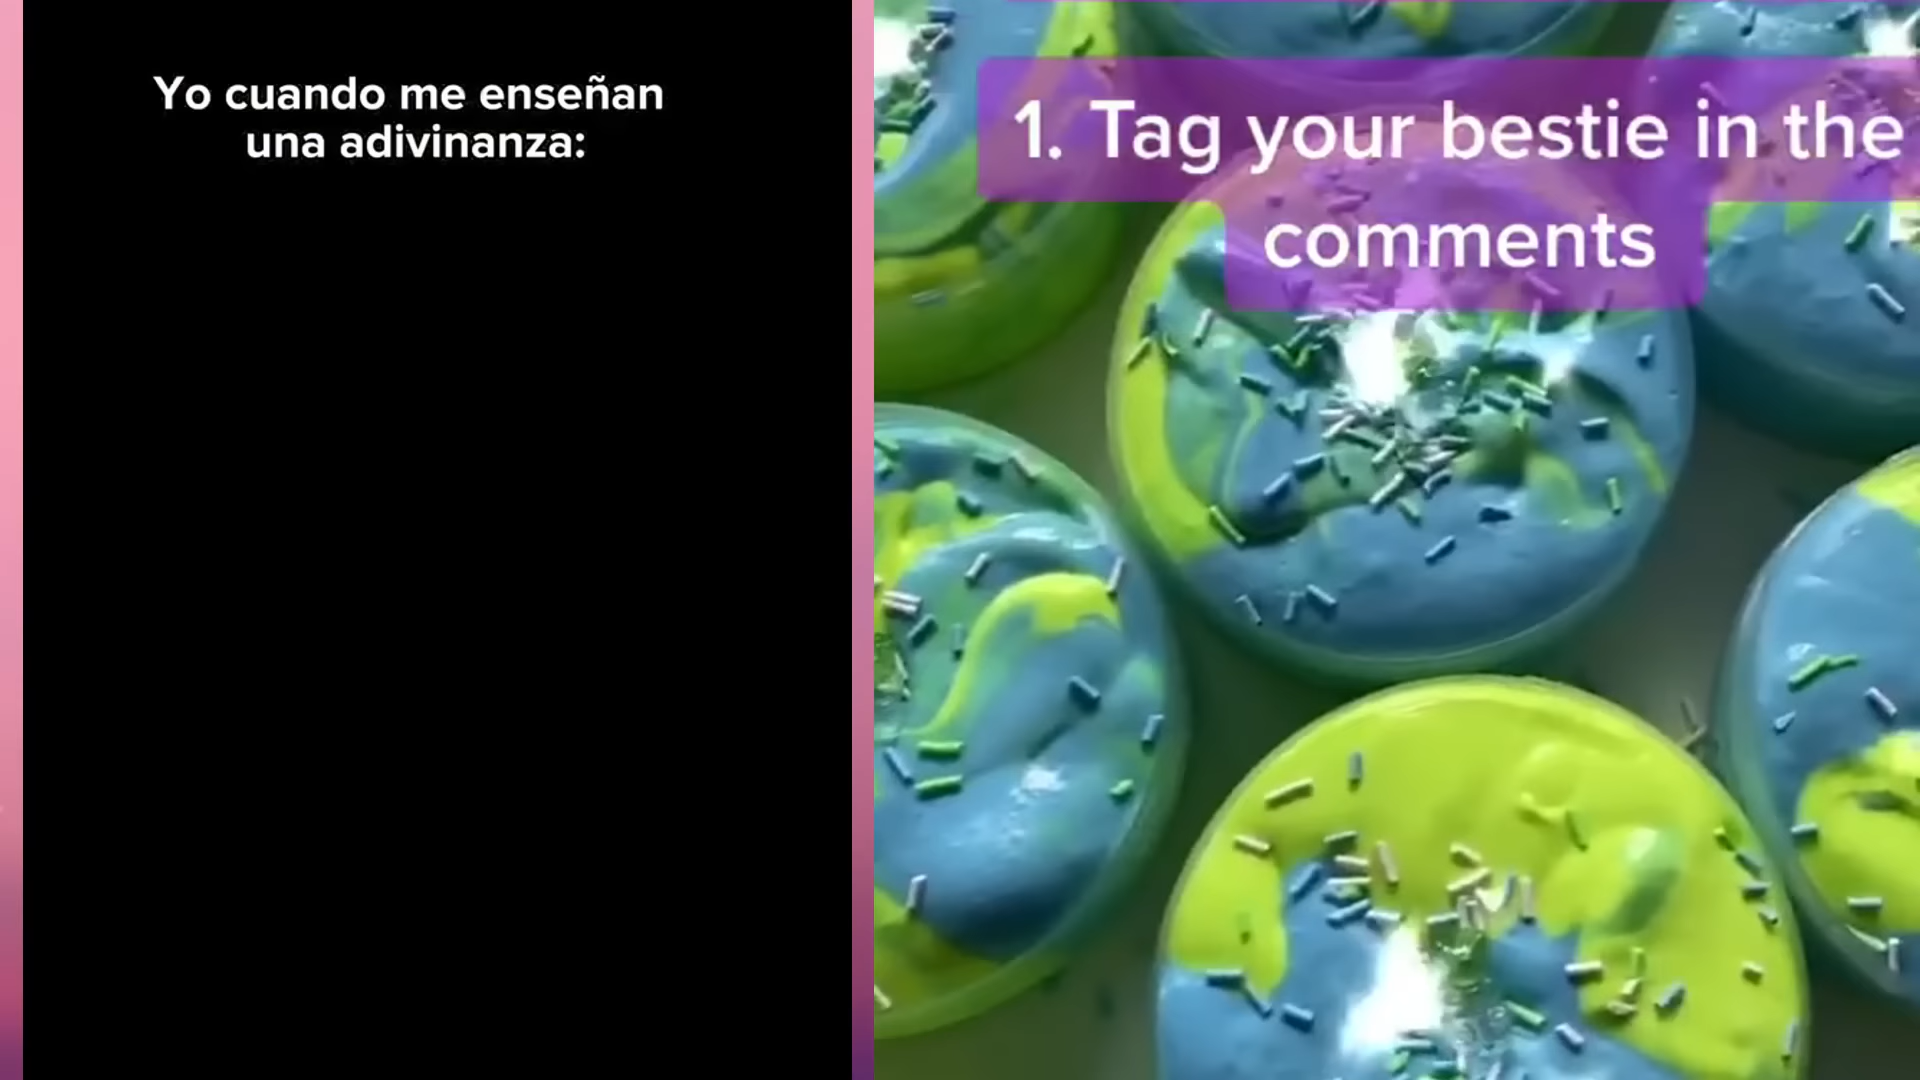 Yo cuando me enseñan
una adivinanza:
1. Tag your bestie in the
comments